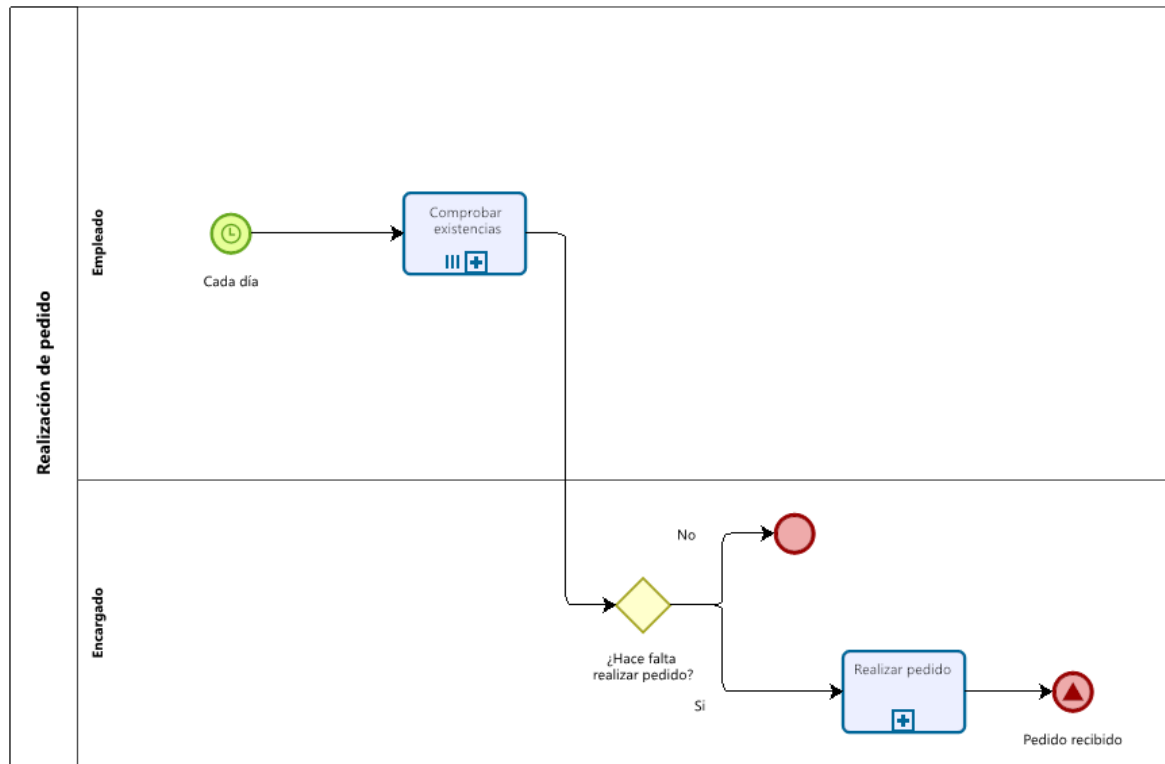 Realización de pedido
Empleado
Cada día
Comprobar
existencias
Encargado
No
¿Hace falta
realizar pedido?
Si
Realizar pedido
Pedido recibido